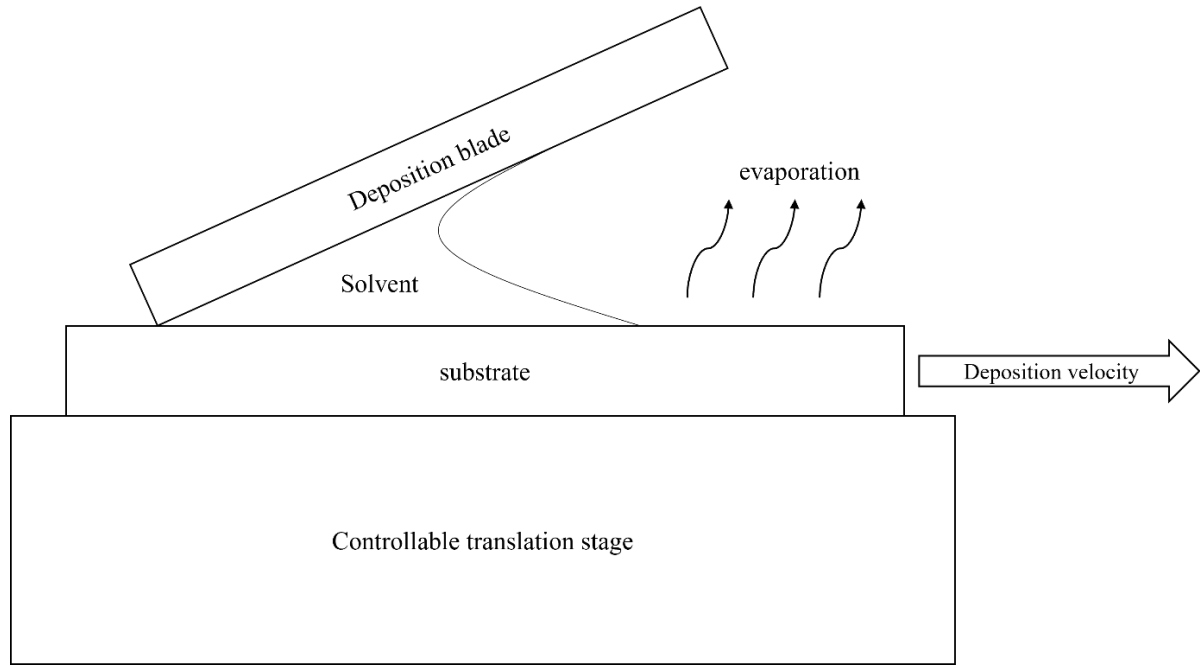 Deposition blade
evaporation
Solvent
substrate
Deposition velocity
Controllable translation stage